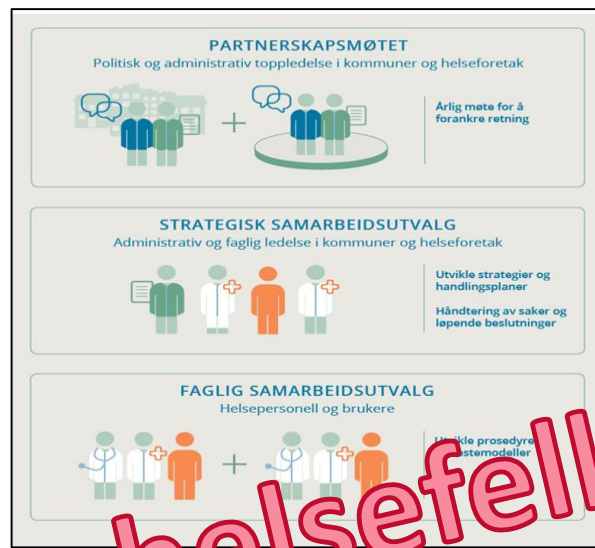 PARTNERSKAPSMØTET
Politisk og administrativ toppledelse i kommuner og helseforetak
Årlig møte for å
forankre retning
STRATEGISK SAMARBEIDSUTVALG
Administrativ og faglig ledelse i kommuner og helseforetak
Utvikle strategier og
handlingsplaner
Håndtering av saker og
løpende beslutninger
FAGLIG SAMARBEIDSUTVALG
Helsepersonell og brukere
helsefell